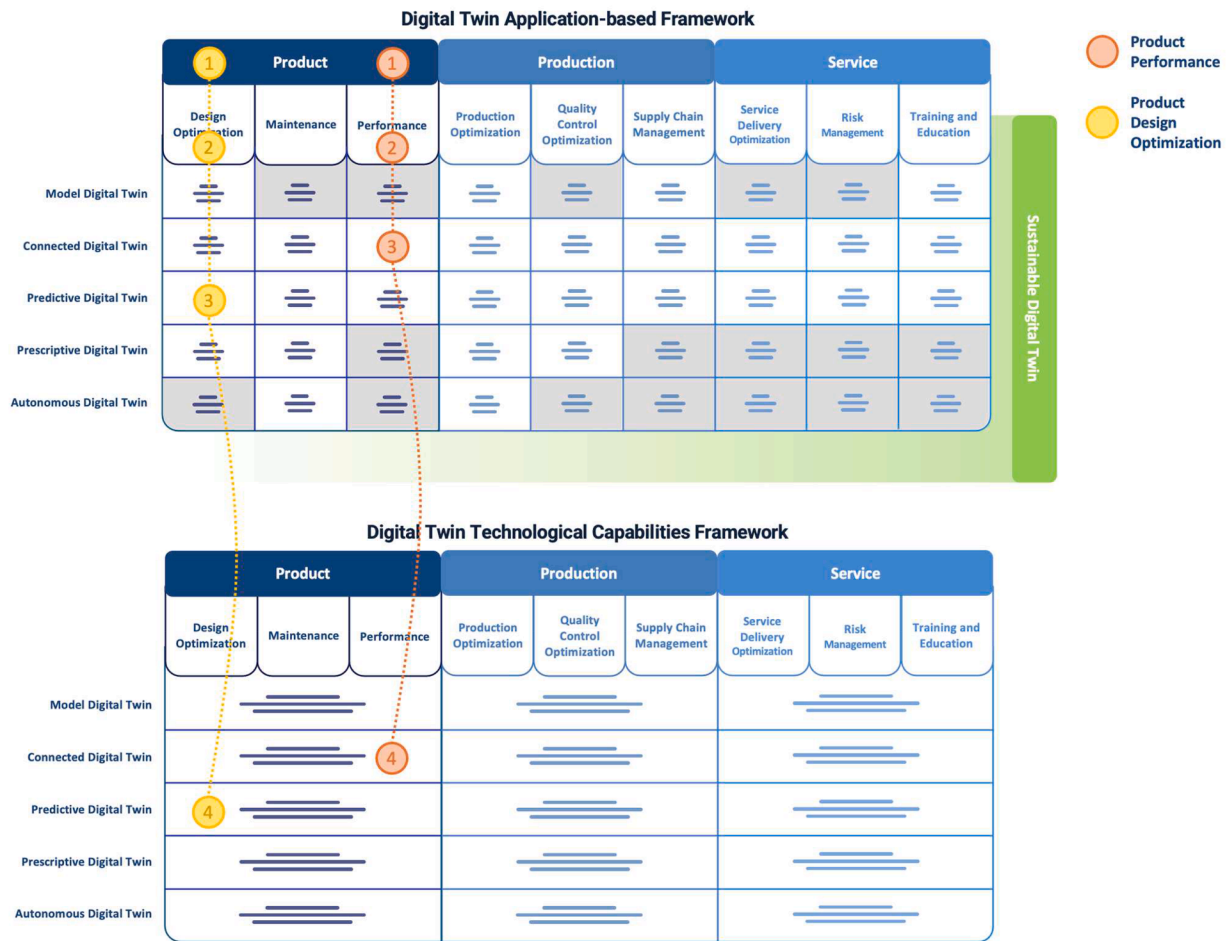 Digital Twin Application-based Framework
1
Product
1
Production
Service
Product
Performance
Product
Design
Optimization
Design
Optimization
2
Maintenance
Performance
2
Production
Optimization
Quality
Control
Optimization
Supply Chain
Management
Service
Delivery
Optimization
Risk
Management
Training and
Education
Model Digital Twin
Connected Digital Twin
3
Predictive Digital Twin
3
Prescriptive Digital Twin
Autonomous Digital Twin
Sustainable Digital Twin
Digital Twin Technological Capabilities Framework
Product
Production
Service
Design
Optimization
Maintenance
Performance
Production
Optimization
Quality
Control
Optimization
Supply Chain
Management
Service
Delivery
Optimization
Risk
Management
Training and
Education
Model Digital Twin
Connected Digital Twin
4
Predictive Digital Twin
4
Prescriptive Digital Twin
Autonomous Digital Twin